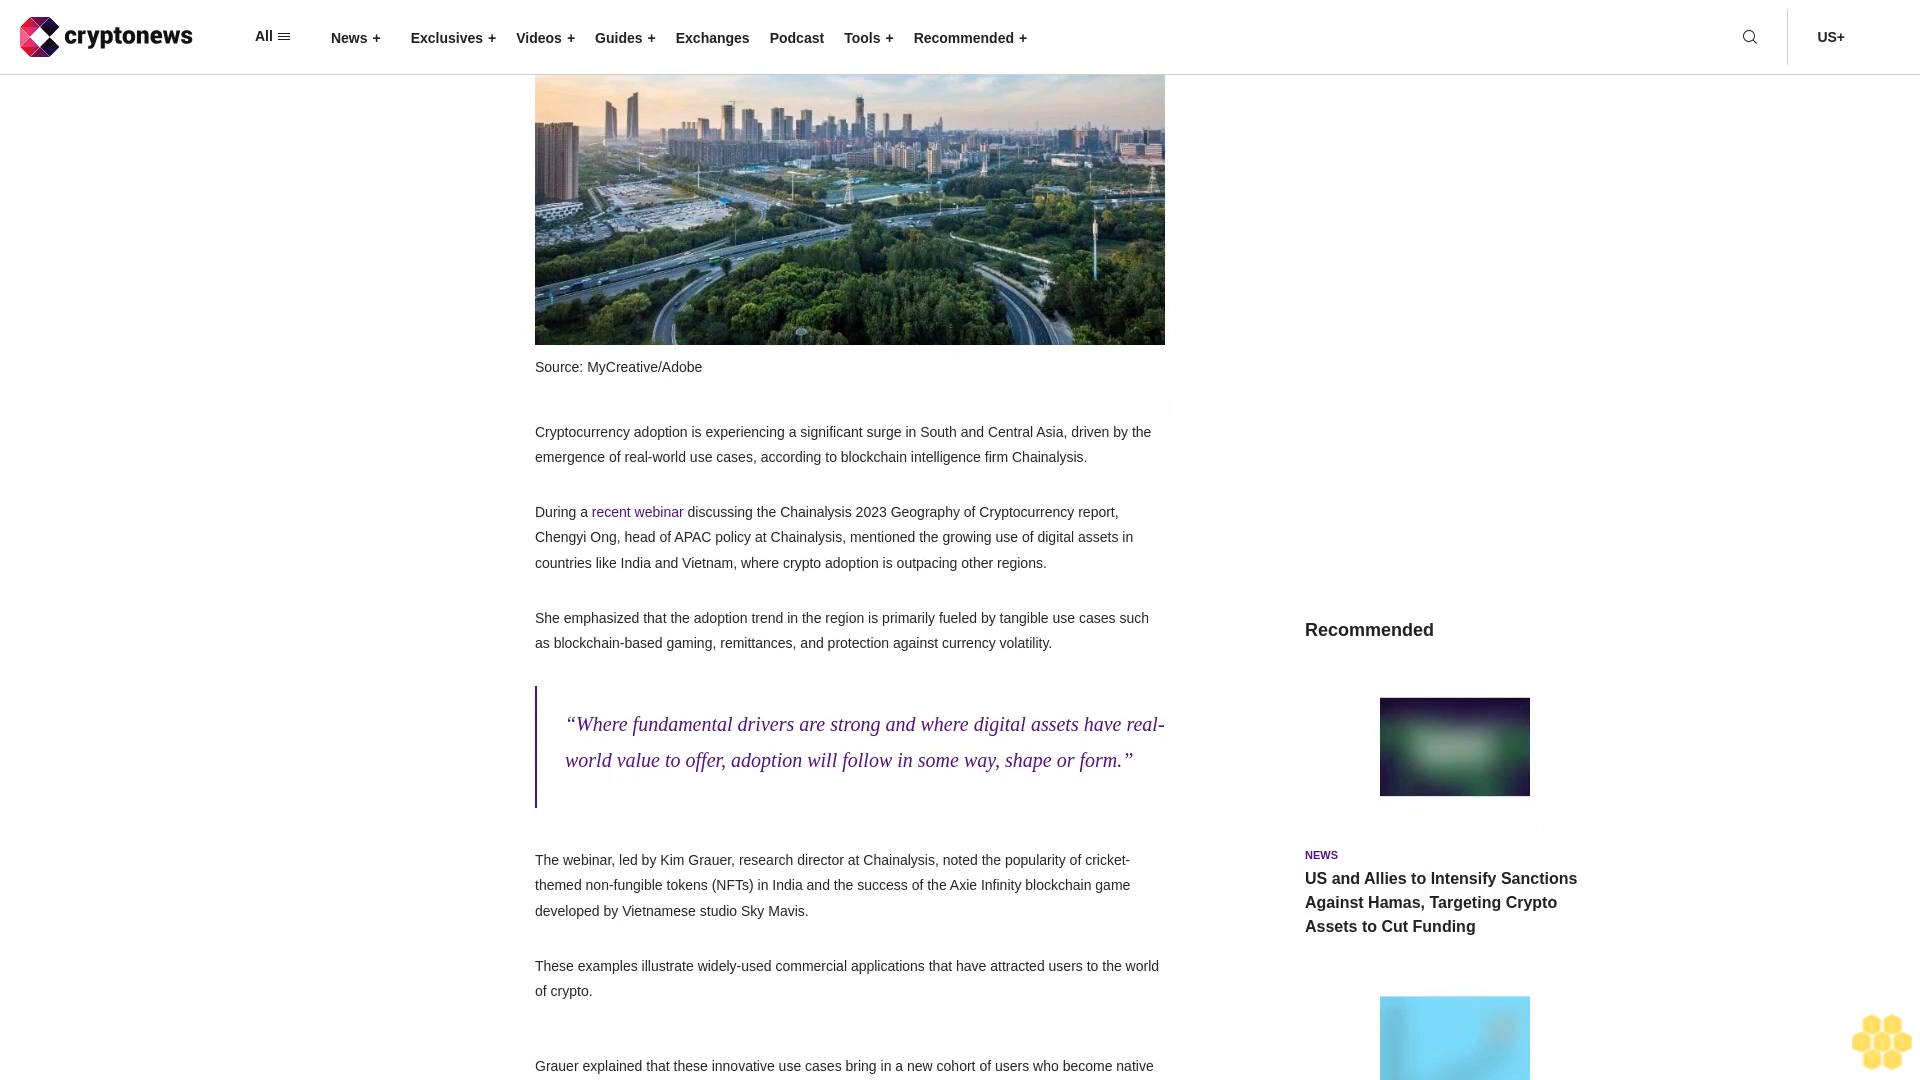 cryptonews
All
News +
Exclusives +
Videos +
Guides +
Exchanges
Podcast
Tools +
Recommended +
US+
Source: MyCreative/Adobe
Cryptocurrency adoption is experiencing a significant surge in South and Central Asia, driven by the
emergence of real-world use cases, according to blockchain intelligence firm Chainalysis.
During a recent webinar discussing the Chainalysis 2023 Geography of Cryptocurrency report,
Chengyi Ong, head of APAC policy at Chainalysis, mentioned the growing use of digital assets in
countries like India and Vietnam, where crypto adoption is outpacing other regions.
She emphasized that the adoption trend in the region is primarily fueled by tangible use cases such
as blockchain-based gaming, remittances, and protection against currency volatility.
“Where fundamental drivers are strong and where digital assets have real-
world value to offer, adoption will follow in some way, shape or form.”
The webinar, led by Kim Grauer, research director at Chainalysis, noted the popularity of cricket-
themed non-fungible tokens (NFTs) in India and the success of the Axie Infinity blockchain game
developed by Vietnamese studio Sky Mavis.
These examples illustrate widely-used commercial applications that have attracted users to the world
of crypto.
Grauer explained that these innovative use cases bring in a new cohort of users who become native
Recommended
NEWS
US and Allies to Intensify Sanctions
Against Hamas, Targeting Crypto
Assets to Cut Funding